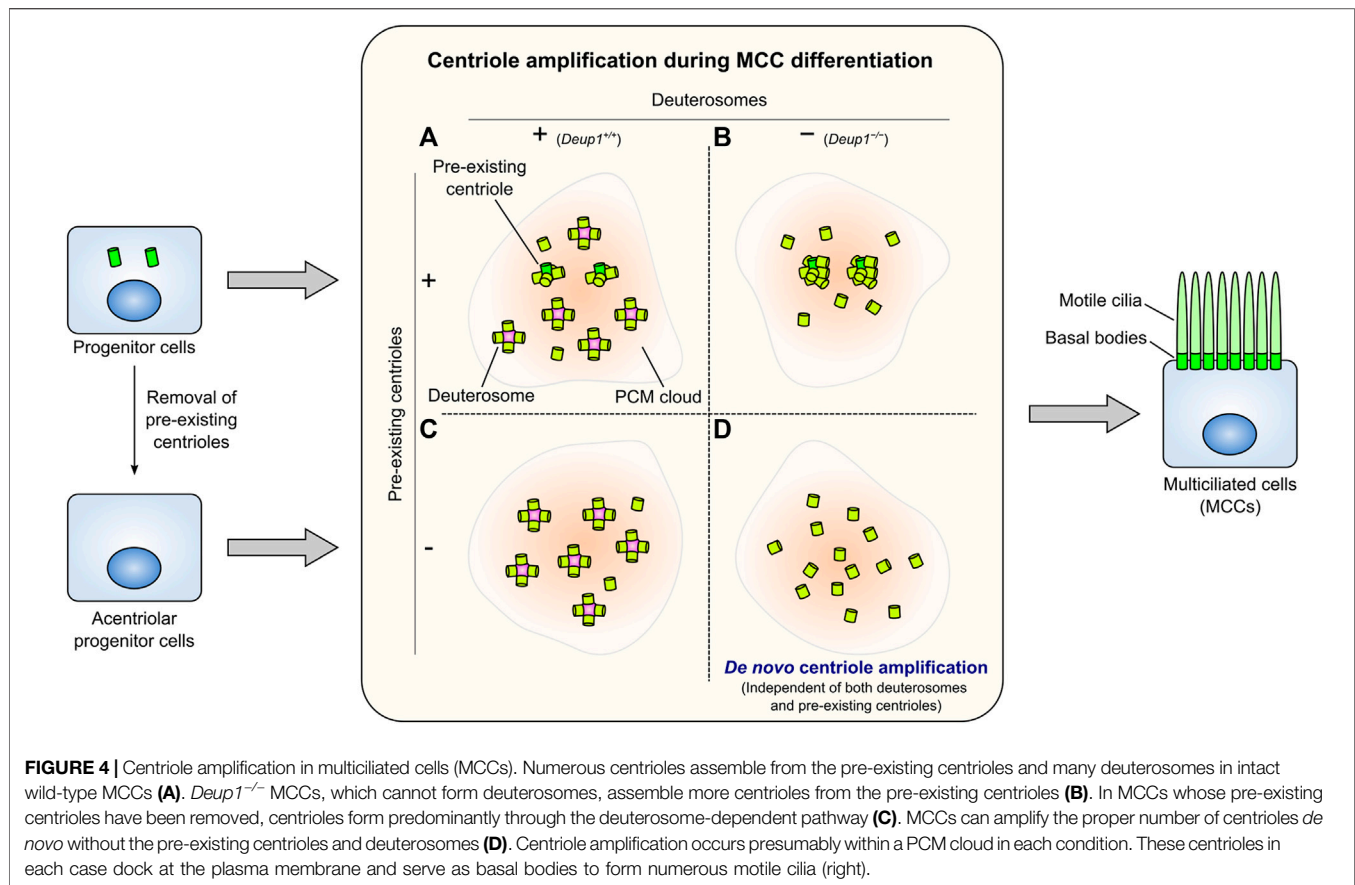 Centriole amplification during MCC differentiation
Deuterosomes
A
+ (Deup1+/+)
B
− (Deup1−/−)
Pre-existing
centriole
Pre-existing centrioles
+
Deuterosome
PCM cloud
C
D
-
De novo centriole amplification
(Independent of both deuterosomes
and pre-existing centrioles)
Progenitor cells
Removal of
pre-existing
centrioles
Acentriolar
progenitor cells
Motile cilia
Basal bodies
Multiciliated cells
(MCCs)
FIGURE 4 | Centriole amplification in multiciliated cells (MCCs). Numerous centrioles assemble from the pre-existing centrioles and many deuterosomes in intact
wild-type MCCs (A). Deup1−/− MCCs, which cannot form deuterosomes, assemble more centrioles from the pre-existing centrioles (B). In MCCs whose pre-existing
centrioles have been removed, centrioles form predominantly through the deuterosome-dependent pathway (C). MCCs can amplify the proper number of centrioles de
novo without the pre-existing centrioles and deuterosomes (D). Centriole amplification occurs presumably within a PCM cloud in each condition. These centrioles in
each case dock at the plasma membrane and serve as basal bodies to form numerous motile cilia (right).